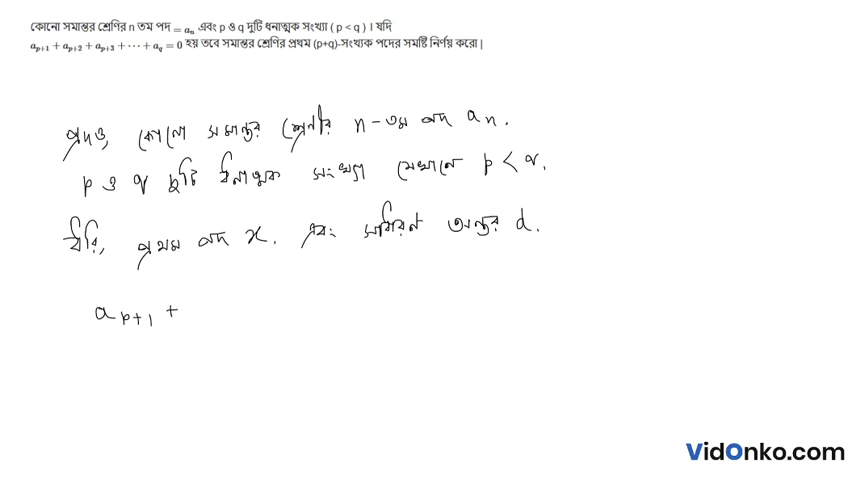 কোনো সমান্তর শ্রেণির n তম পদ = aₙ এবং p ও q দুটি ধনাত্মক সংখ্যা ( p < q ) । যদি
aₚ₊₁ + aₚ₊₂ + aₚ₊₃ + ⋯ + a_q = 0 হয় তবে সমান্তর শ্রেণির প্রথম (p+q)-সংখ্যক পদের সমষ্টি নির্ণয় করো |
প্রদত্ত, কোনো সমান্তর শ্রেণীর n-তম পদ aₙ.
p ও q দুটি ধনাত্মক সংখ্যা যেখানে p < q.
ধরি, প্রথম পদ x. এবং সাধারণ অন্তর d.
aₚ₊₁ +
VidOnko.com